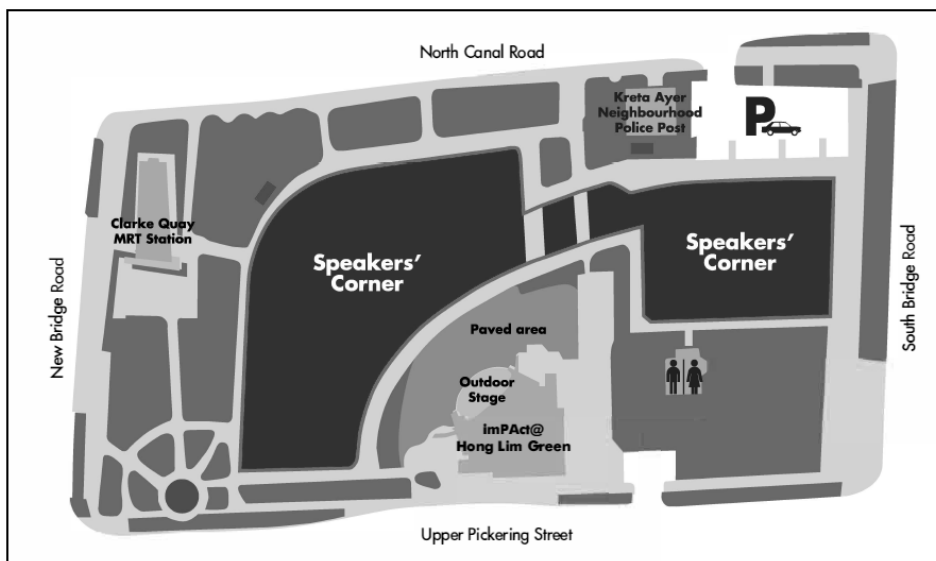 North Canal Road
Kreta Ayer
Neighbourhood
Police Post
P
Clarke Quay
MRT Station
Speakers'
Corner
Speakers'
Corner
New Bridge Road
South Bridge Road
Paved area
Outdoor
Stage
imPAct@
Hong Lim Green
Upper Pickering Street